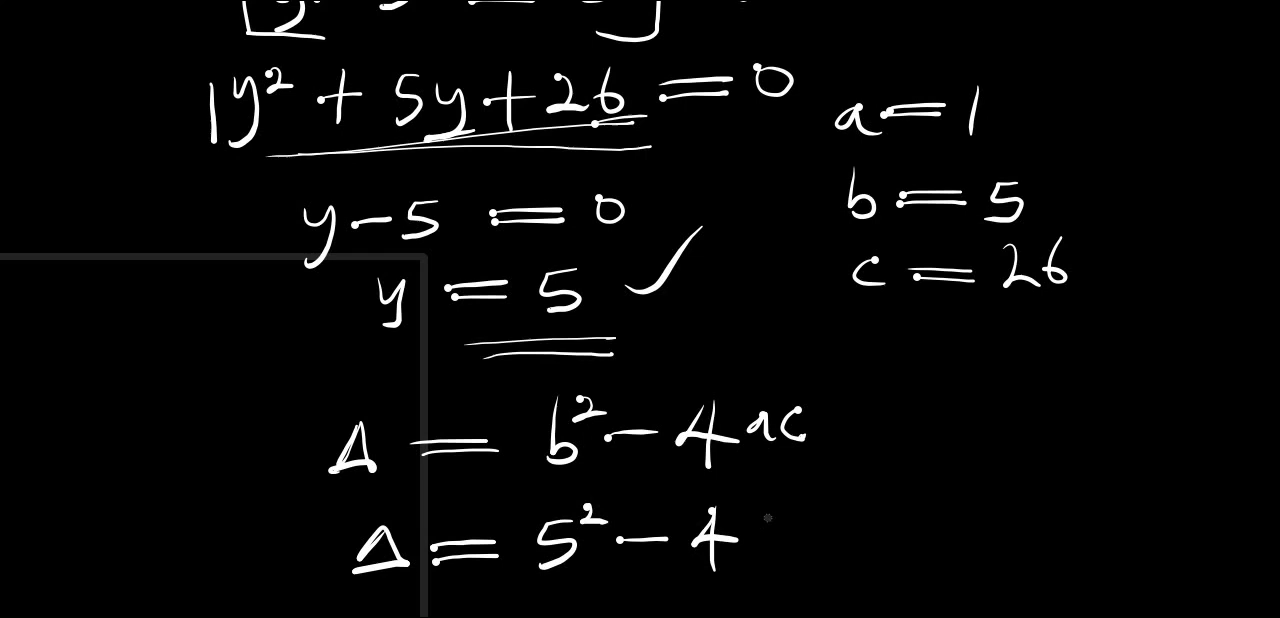 1y² + 5y + 26 = 0
a = 1
y - 5 = 0
b = 5
y = 5 ✓
c = 26
Δ = b² - 4ac
Δ = 5² - 4